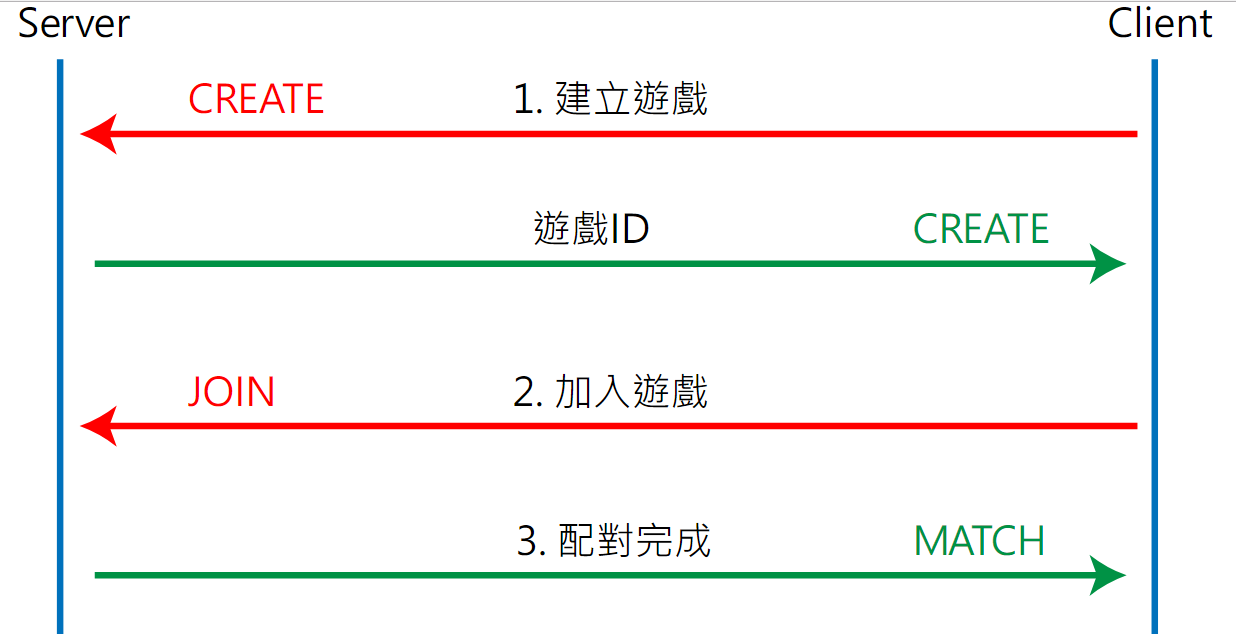 Server
Client
CREATE
1. 建立遊戲
遊戲ID
CREATE
JOIN
2. 加入遊戲
3. 配對完成
MATCH